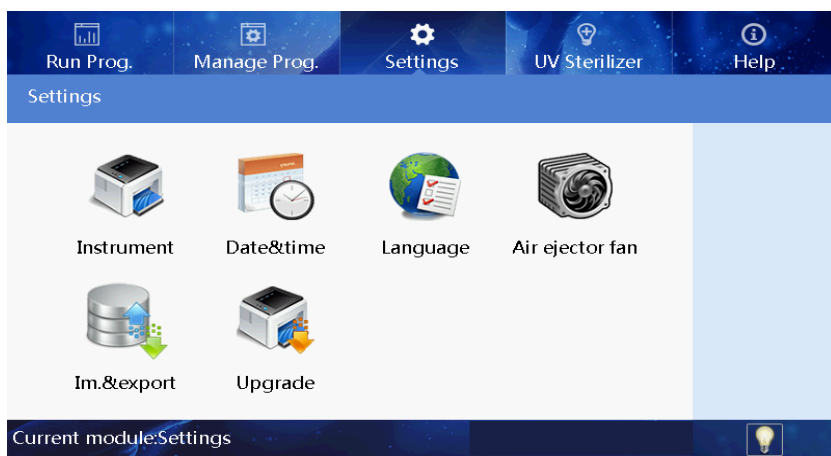 Run Prog. Manage Prog. Settings UV Sterilizer Help
Settings
Instrument Date&time Language Air ejector fan
Im.&export Upgrade
Current module:Settings